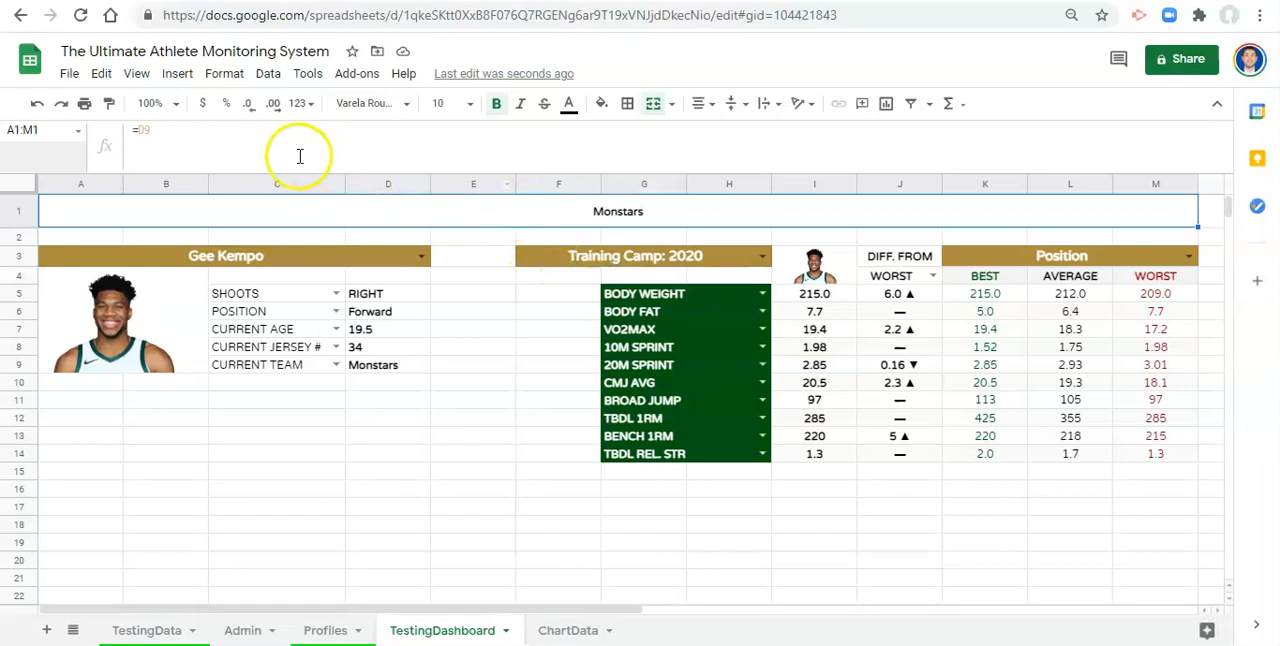 https://docs.google.com/spreadsheets/d/1qkeSKtt0XxB8F076Q7RGENg6ar9T19xVNJjdDkecNio/edit#gid=104421843
The Ultimate Athlete Monitoring System
Share
File Edit View Insert Format Data Tools Add-ons Help Last edit was seconds ago
100% $ % .0 .00 123 Varela Rou... 10 B I S A Σ
A1:M1 fx =D9
A B C D E F G H I J K L M
1 Monstars
2
3 Gee Kempo Training Camp: 2020 DIFF. FROM Position
4 WORST BEST AVERAGE WORST
5 SHOOTS RIGHT BODY WEIGHT 215.0 6.0 ▲ 215.0 212.0 209.0
6 POSITION Forward BODY FAT 7.7 — 5.0 6.4 7.7
7 CURRENT AGE 19.5 VO2MAX 19.4 2.2 ▲ 19.4 18.3 17.2
8 CURRENT JERSEY # 34 10M SPRINT 1.98 — 1.52 1.75 1.98
9 CURRENT TEAM Monstars 20M SPRINT 2.85 0.16 ▼ 2.85 2.93 3.01
10 CMJ AVG 20.5 2.3 ▲ 20.5 19.3 18.1
11 BROAD JUMP 97 — 113 105 97
12 TBDL 1RM 285 — 425 355 285
13 BENCH 1RM 220 5 ▲ 220 218 215
14 TBDL REL. STR 1.3 — 2.0 1.7 1.3
15
16
17
18
19
20
21
22
TestingData Admin Profiles TestingDashboard ChartData